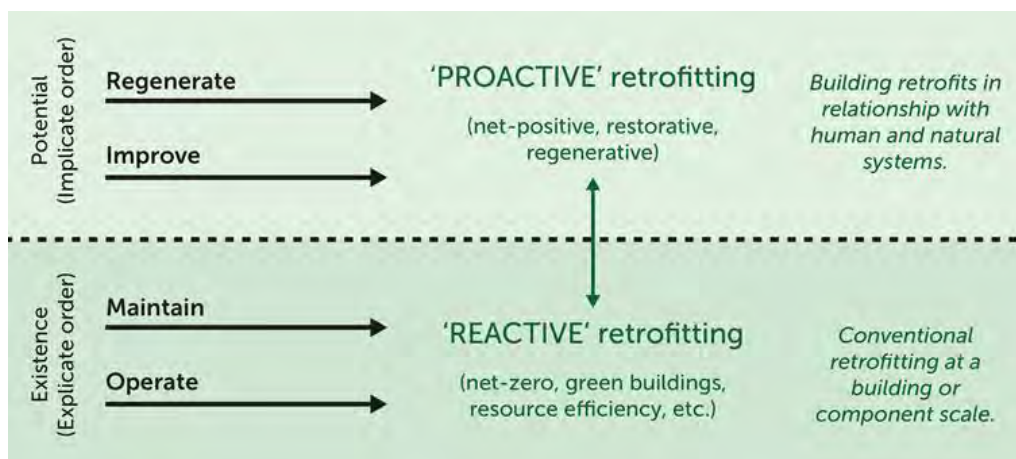 Potential
(Implicate order)
Regenerate
Improve
‘PROACTIVE’ retrofitting
(net-positive, restorative,
regenerative)
Building retrofits in
relationship with
human and natural
systems.
Existence
(Explicate order)
Maintain
Operate
‘REACTIVE’ retrofitting
(net-zero, green buildings,
resource efficiency, etc.)
Conventional
retrofitting at a
building or
component scale.